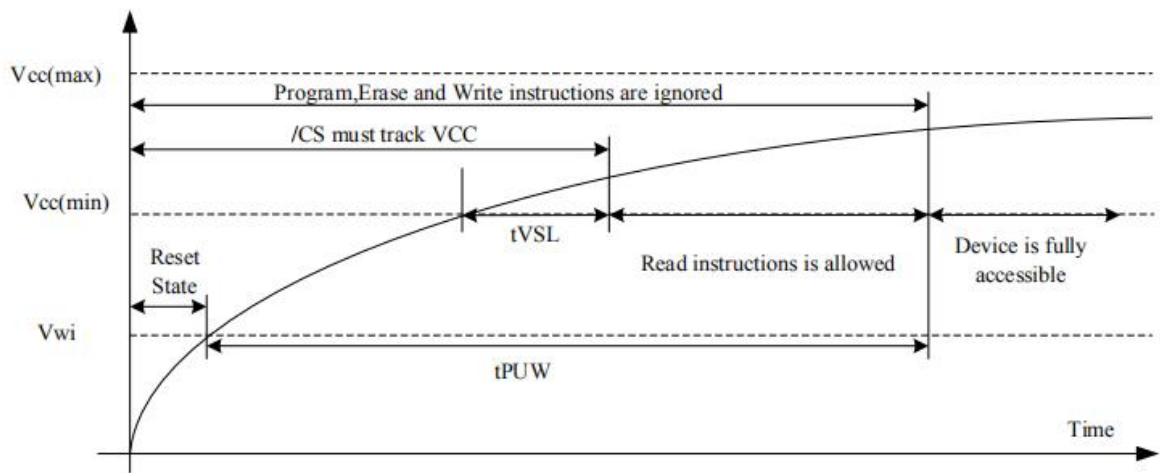 Vcc(max)
Program,Erase and Write instructions are ignored
/CS must track VCC
Vcc(min)
tVSL
Reset
State
Read instructions is allowed
Device is fully
accessible
Vwi
tPUW
Time